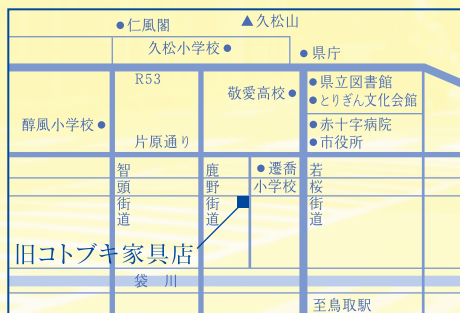 仁風閣
久松山
久松小学校
県庁
R53
敬愛高校
県立図書館
とりぎん文化会館
醇風小学校
片原通り
赤十字病院
市役所
智頭街道
鹿野街道
遷喬
小学校
若桜街道
旧コトブキ家具店
袋 川
至鳥取駅